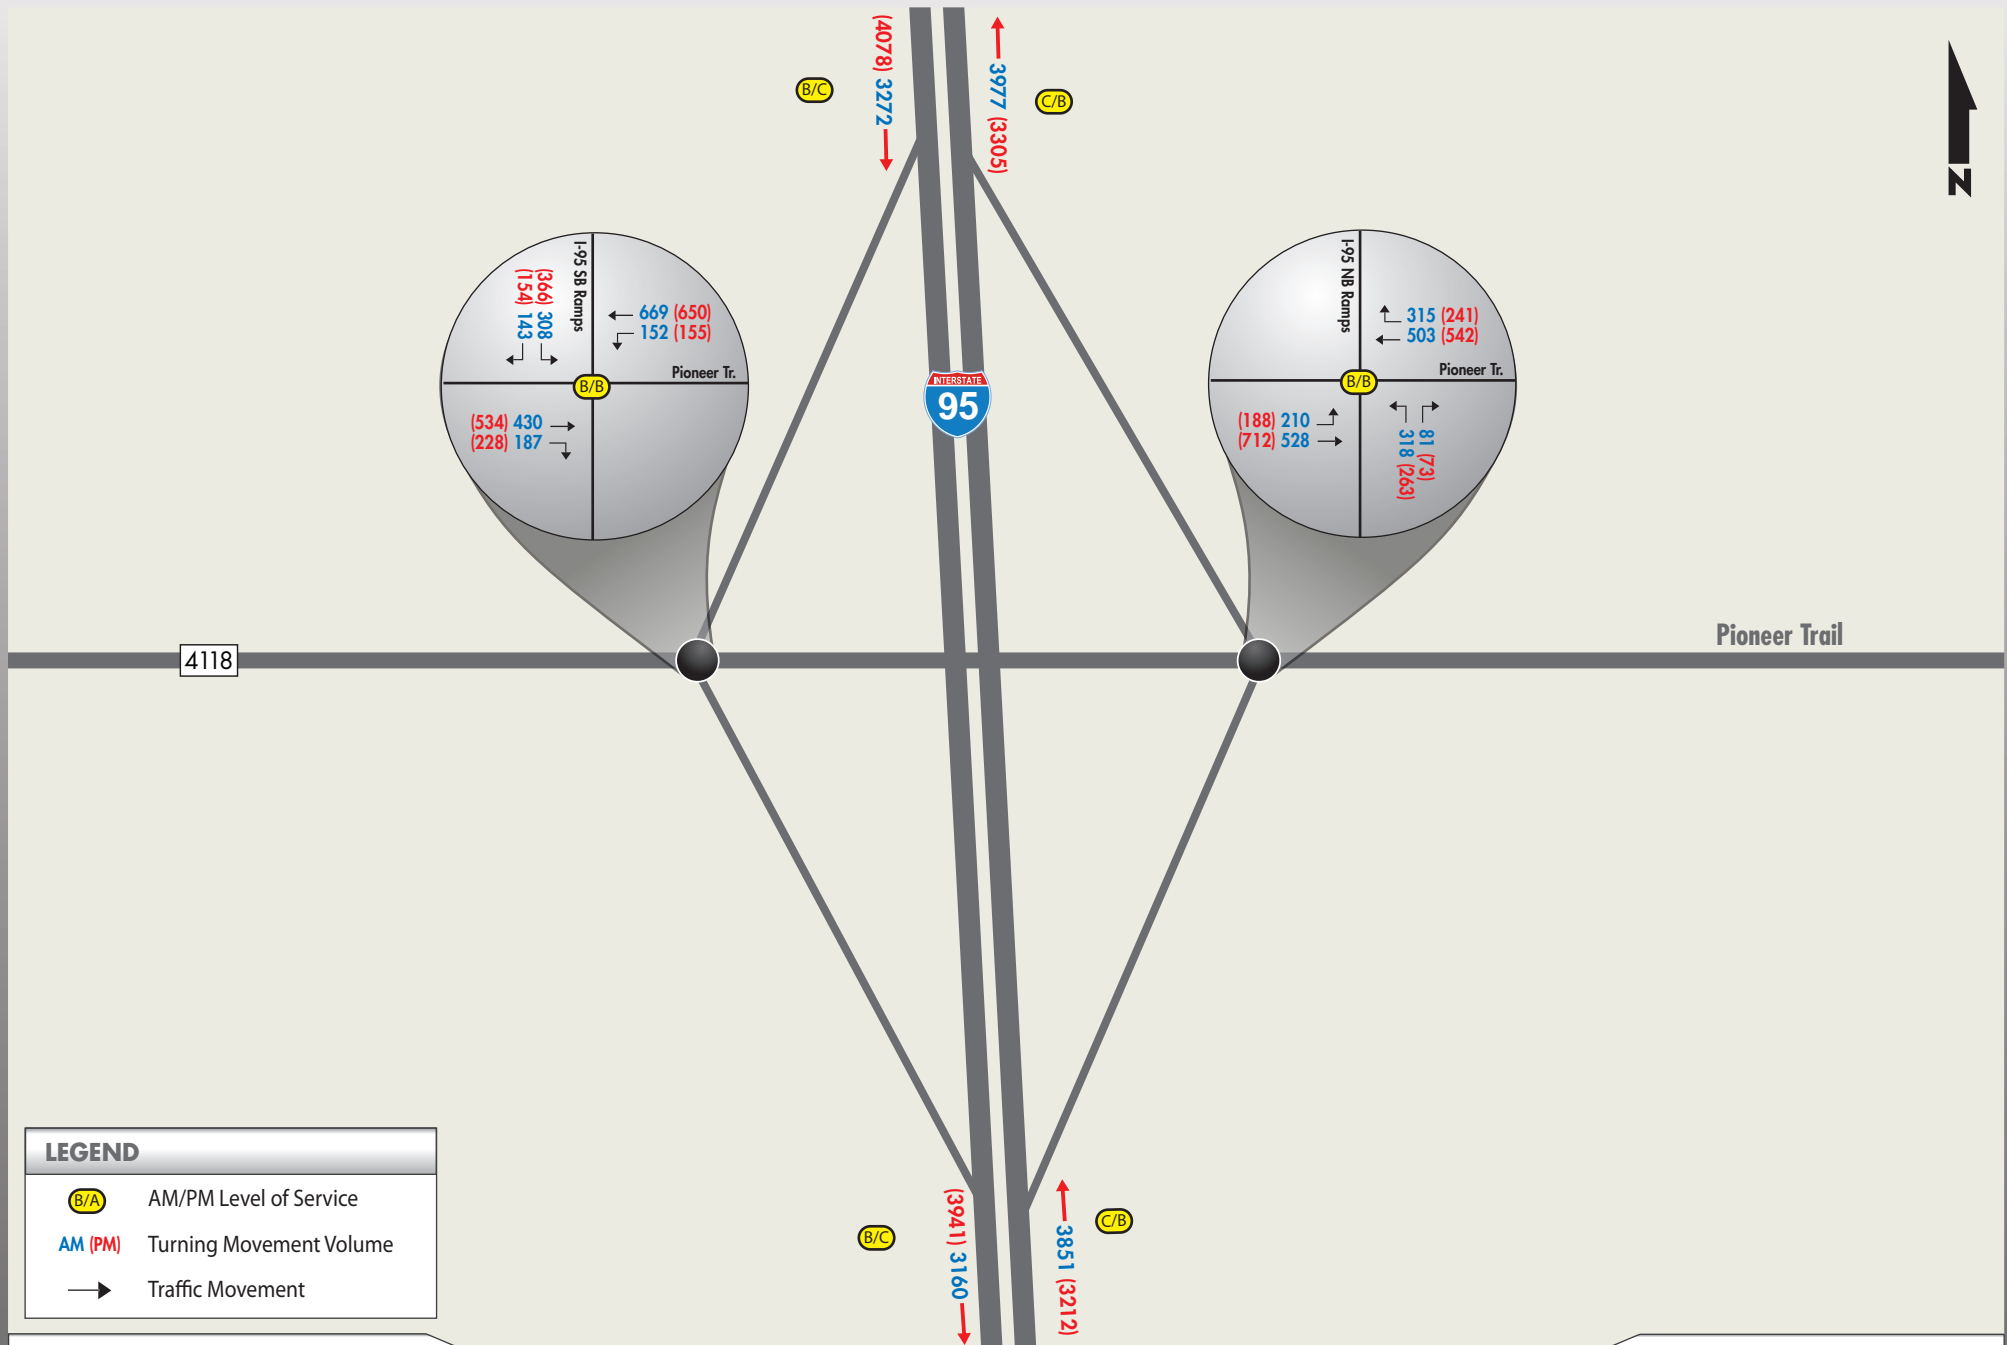 (4078) 3272
3977 (3305)
B/C
C/B
N
I-95 SB Ramps
(366) 308
(154) 143
669 (650)
152 (155)
Pioneer Tr.
B/B
(534) 430
(228) 187
I-95 NB Ramps
315 (241)
503 (542)
Pioneer Tr.
B/B
(188) 210
(712) 528
81 (73)
318 (263)
INTERSTATE
95
Pioneer Trail
4118
LEGEND
B/A AM/PM Level of Service
AM (PM) Turning Movement Volume
Traffic Movement
B/C
(3941) 3160
3851 (3212)
C/B